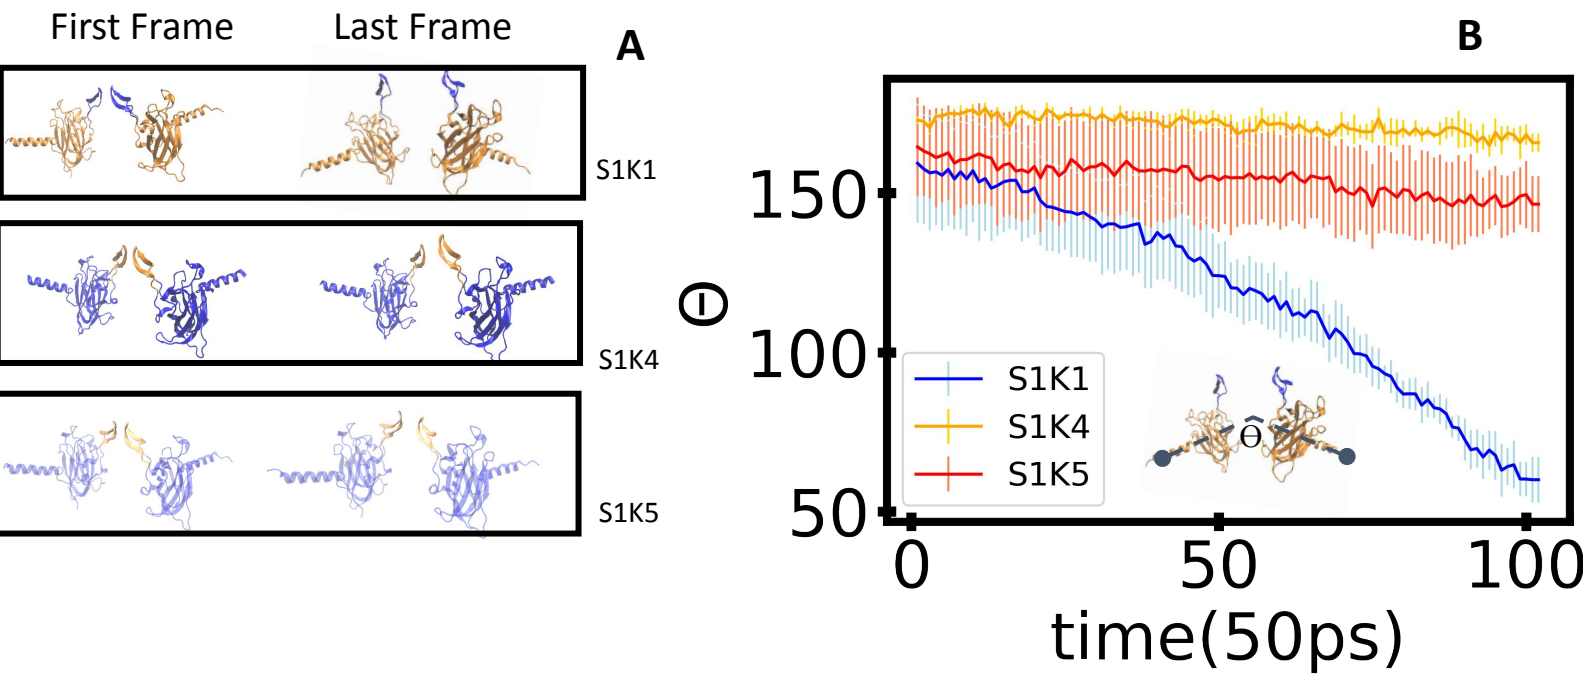 First Frame Last Frame
A
S1K1
S1K4
S1K5
B
Θ
150
100
50
S1K1
S1K4
S1K5
Θ
0 50 100
time(50ps)